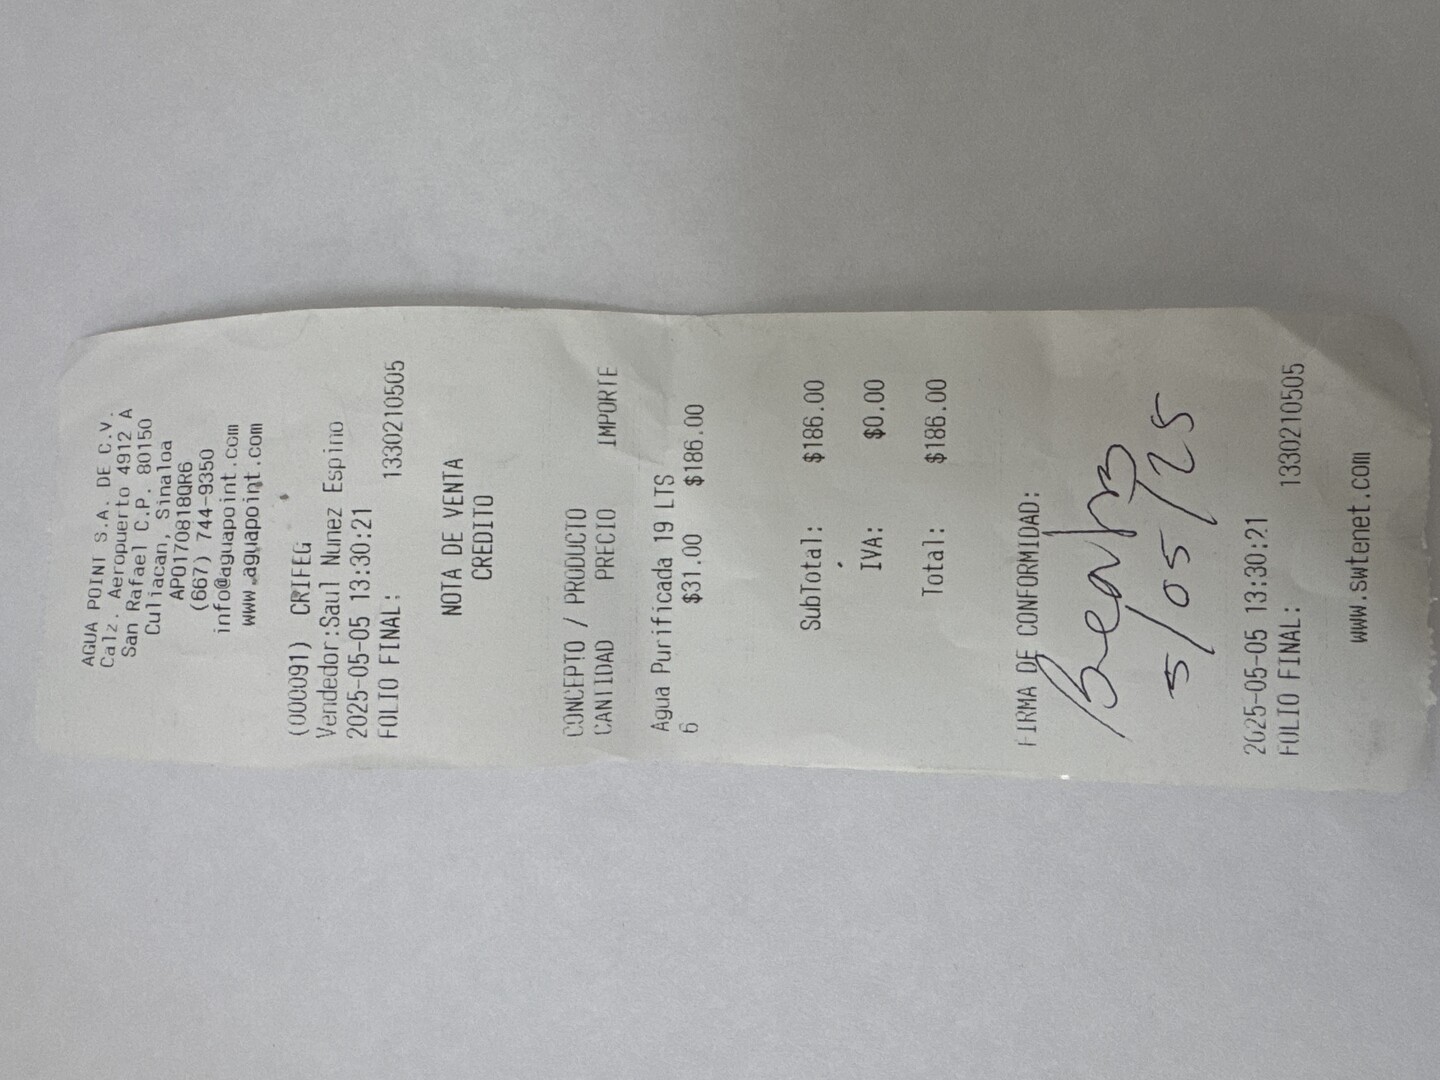 AGUA POINT S.A. DE C.V.
Calz. Aeropuerto 4912 A
San Rafael C.P. 80150
Culiacan, Sinaloa
APO170818QR6
(667) 744-9350
info@aguapoint.com
www.aguapoint.com
(000091) CRIFEG
Vendedor:Saul Nunez Espino
2025-05-05 13:30:21
FOLIO FINAL: 1330210505
NOTA DE VENTA
CREDITO
CONCEPTO / PRODUCTO
CANTIDAD PRECIO IMPORTE
Agua Purificada 19 LTS
6 $31.00 $186.00
SubTotal: $186.00
IVA: $0.00
Total: $186.00
FIRMA DE CONFORMIDAD:
5/05/25
2025-05-05 13:30:21
FOLIO FINAL: 1330210505
www.swtenet.com